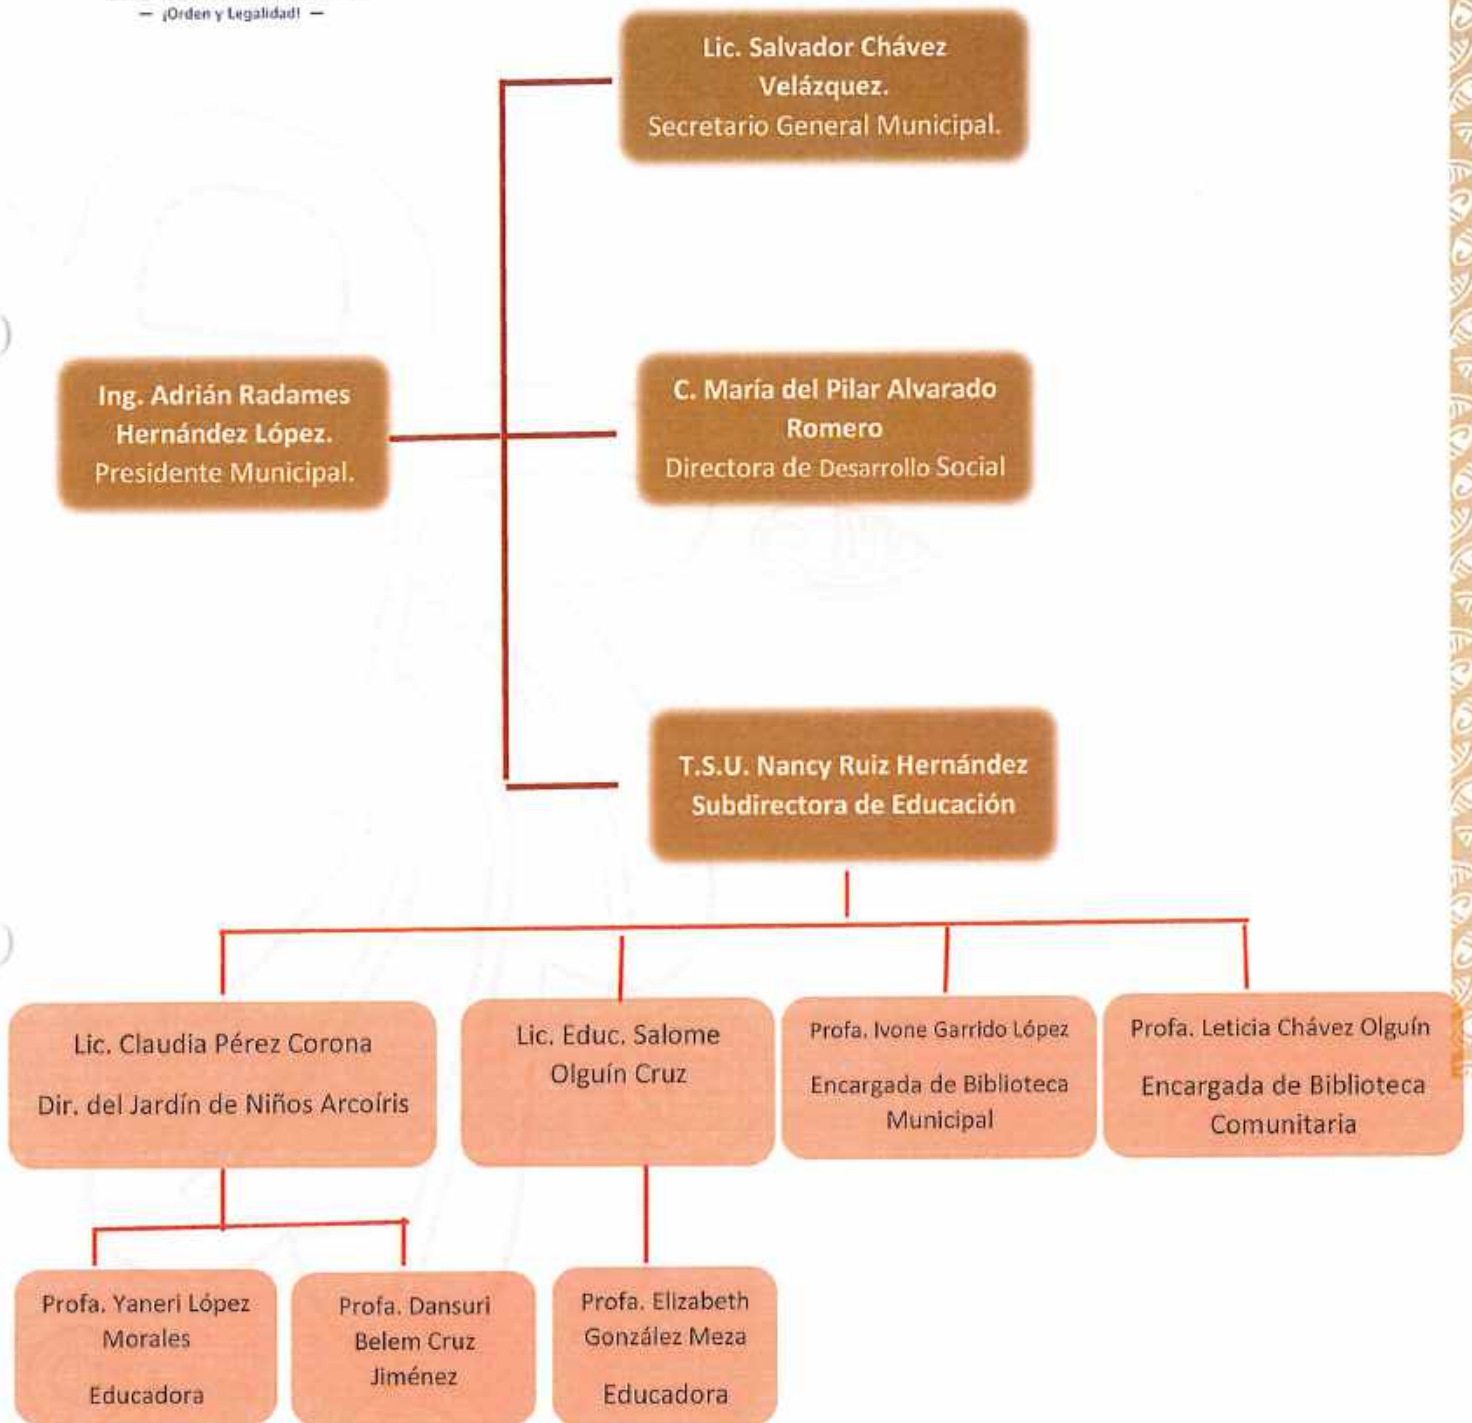 — ¡Orden y Legalidad! —
Lic. Salvador Chávez
Velázquez.
Secretario General Municipal.
Ing. Adrián Radames
Hernández López.
Presidente Municipal.
C. María del Pilar Alvarado
Romero
Directora de Desarrollo Social
T.S.U. Nancy Ruiz Hernández
Subdirectora de Educación
Lic. Claudia Pérez Corona
Dir. del Jardín de Niños Arcoíris
Lic. Educ. Salome
Olguín Cruz
Profa. Ivone Garrido López
Encargada de Biblioteca
Municipal
Profa. Leticia Chávez Olguín
Encargada de Biblioteca
Comunitaria
Profa. Yaneri López
Morales
Educadora
Profa. Dansuri
Belem Cruz
Jiménez
Profa. Elizabeth
González Meza
Educadora